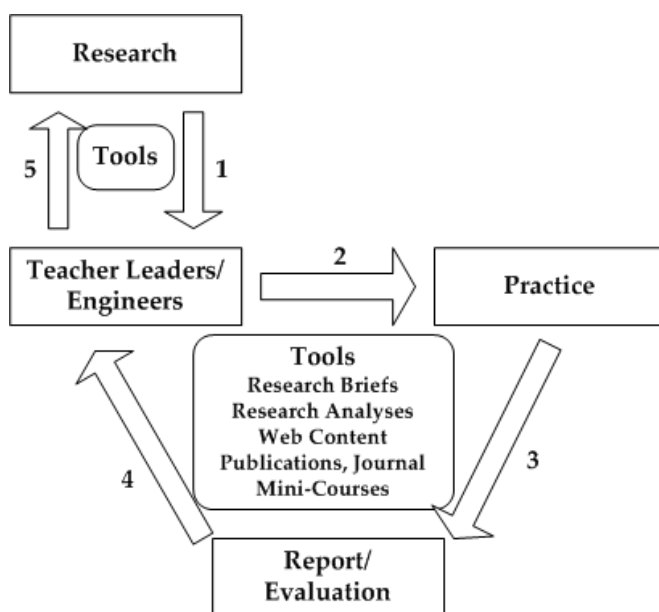 Research
5
Tools
1
Teacher Leaders/
Engineers
2
Practice
Tools
Research Briefs
Research Analyses
Web Content
Publications, Journal
Mini-Courses
4
3
Report/
Evaluation